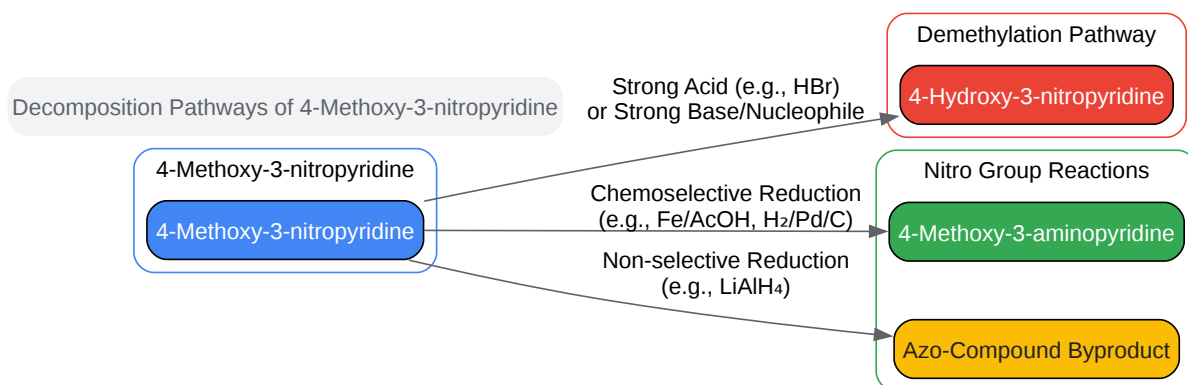 Decomposition Pathways of 4-Methoxy-3-nitropyridine
4-Methoxy-3-nitropyridine
4-Methoxy-3-nitropyridine
Strong Acid (e.g., HBr)
or Strong Base/Nucleophile
Chemoselective Reduction
(e.g., Fe/AcOH, H₂/Pd/C)
Non-selective Reduction
(e.g., LiAlH₄)
Demethylation Pathway
4-Hydroxy-3-nitropyridine
Nitro Group Reactions
4-Methoxy-3-aminopyridine
Azo-Compound Byproduct